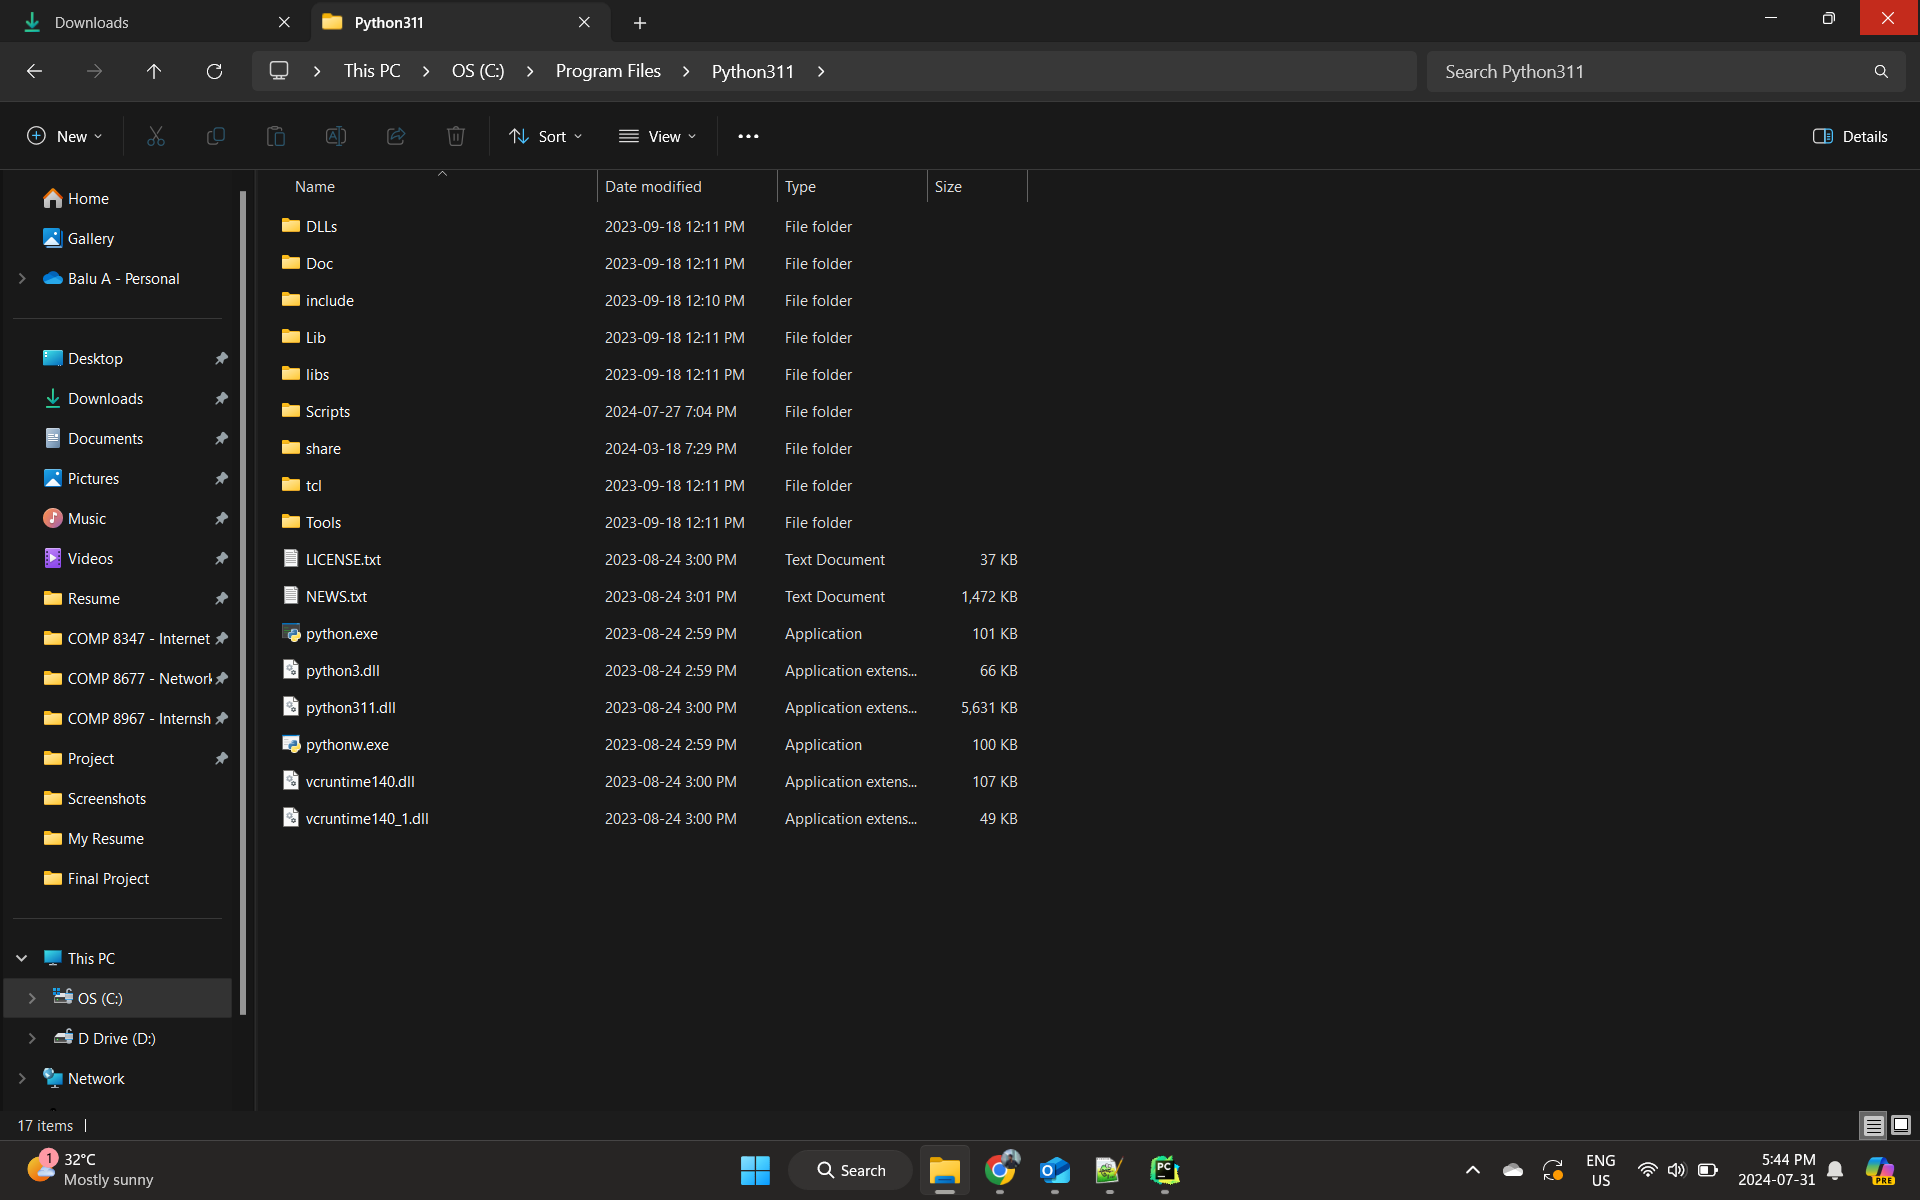 Downloads
Python311
This PC
OS (C:)
Program Files
Python311
Search Python311
New
Sort
View
Details
Name
Date modified
Type
Size
DLLs 2023-09-18 12:11 PM File folder
Doc 2023-09-18 12:11 PM File folder
include 2023-09-18 12:10 PM File folder
Lib 2023-09-18 12:11 PM File folder
libs 2023-09-18 12:11 PM File folder
Scripts 2024-07-27 7:04 PM File folder
share 2024-03-18 7:29 PM File folder
tcl 2023-09-18 12:11 PM File folder
Tools 2023-09-18 12:11 PM File folder
LICENSE.txt 2023-08-24 3:00 PM Text Document 37 KB
NEWS.txt 2023-08-24 3:01 PM Text Document 1,472 KB
python.exe 2023-08-24 2:59 PM Application 101 KB
python3.dll 2023-08-24 2:59 PM Application extens... 66 KB
python311.dll 2023-08-24 3:00 PM Application extens... 5,631 KB
pythonw.exe 2023-08-24 2:59 PM Application 100 KB
vcruntime140.dll 2023-08-24 3:00 PM Application extens... 107 KB
vcruntime140_1.dll 2023-08-24 3:00 PM Application extens... 49 KB
Home
Gallery
Balu A - Personal
Desktop
Downloads
Documents
Pictures
Music
Videos
Resume
COMP 8347 - Internet
COMP 8677 - Network
COMP 8967 - Internsh
Project
Screenshots
My Resume
Final Project
This PC
OS (C:)
D Drive (D:)
Network
17 items
1
32°C
Mostly sunny
Search
PC
ENG
US
5:44 PM
2024-07-31
PRE